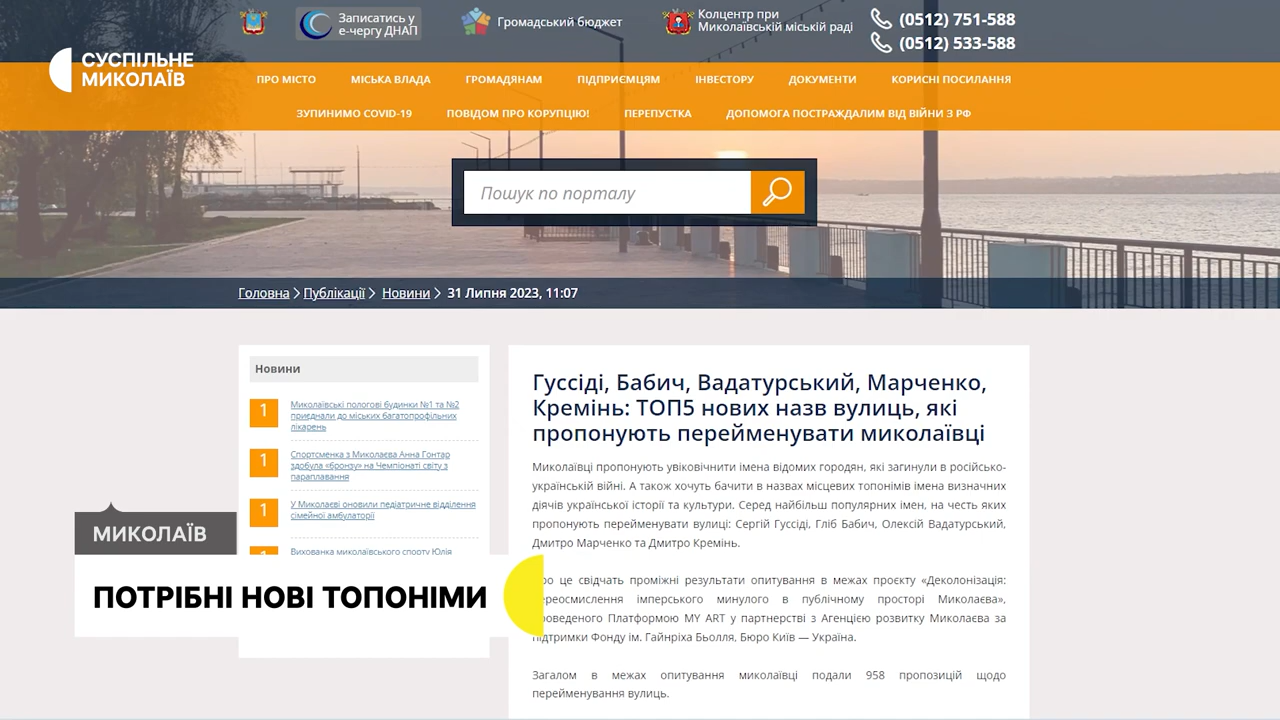 Записатись у
е-чергу ДНАП
Громадський бюджет
Колцентр при
Миколаївській міській раді
(0512) 751-588
(0512) 533-588
СУСПІЛЬНЕ
МИКОЛАЇВ
ПРО МІСТО МІСЬКА ВЛАДА ГРОМАДЯНАМ ПІДПРИЄМЦЯМ ІНВЕСТОРУ ДОКУМЕНТИ КОРИСНІ ПОСИЛАННЯ
ЗУПИНИМО COVID-19 ПОВІДОМ ПРО КОРУПЦІЮ! ПЕРЕПУСТКА ДОПОМОГА ПОСТРАЖДАЛИМ ВІД ВІЙНИ З РФ
Пошук по порталу
Головна Публікації Новини 31 Липня 2023, 11:07
Новини
1
Миколаївські пологові будинки №1 та №2
приєднали до міських багатопрофільних
лікарень
1
Спортсменка з Миколаєва Анна Гонтар
здобула «бронзу» на Чемпіонаті світу з
параплавання
1
У Миколаєві оновили педіатричне відділення
сімейної амбулаторії
1
Вихованка миколаївського спорту Юлія
МИКОЛАЇВ
ПОТРІБНІ НОВІ ТОПОНІМИ
Гуссіді, Бабич, Вадатурський, Марченко,
Кремінь: ТОП5 нових назв вулиць, які
пропонують перейменувати миколаївці
Миколаївці пропонують увіковічнити імена відомих городян, які загинули в російсько-
українській війні. А також хочуть бачити в назвах місцевих топонімів імена визначних
діячів української історії та культури. Серед найбільш популярних імен, на честь яких
пропонують перейменувати вулиці: Сергій Гуссіді, Гліб Бабич, Олексій Вадатурський,
Дмитро Марченко та Дмитро Кремінь.
ро це свідчать проміжні результати опитування в межах проєкту «Деколонізація:
ереосмислення імперського минулого в публічному просторі Миколаєва»,
роведеного Платформою MY ART у партнерстві з Агенцією розвитку Миколаєва за
підтримки Фонду ім. Гайнріха Бьолля, Бюро Київ — Україна.
Загалом в межах опитування миколаївці подали 958 пропозицій щодо
перейменування вулиць.